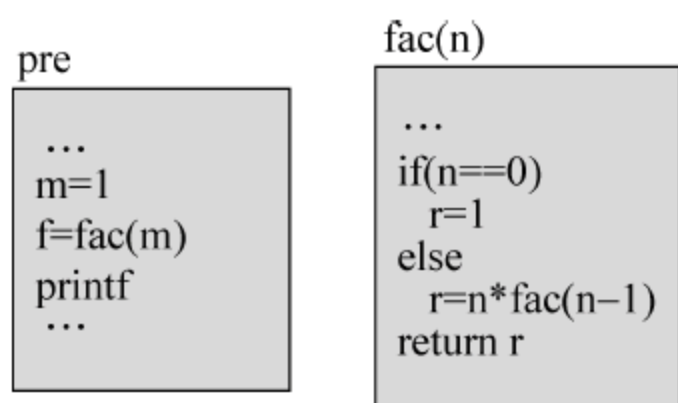 pre
...
m=1
f=fac(m)
printf
...
fac(n)
...
if(n==0)
r=1
else
r=n*fac(n−1)
return r